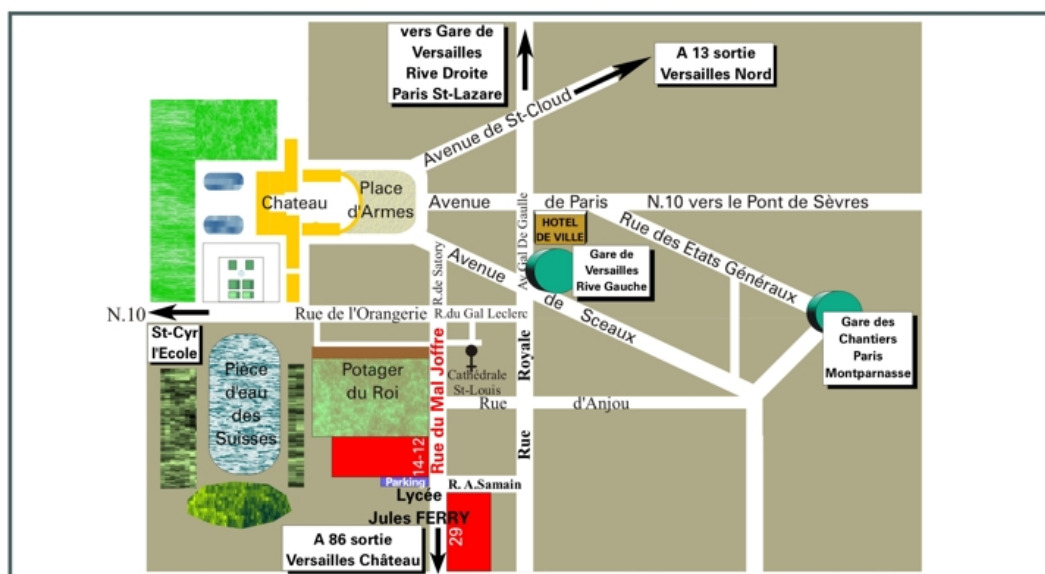 vers Gare de
Versailles
Rive Droite
Paris St-Lazare
A 13 sortie
Versailles Nord
Avenue de St-Cloud
Chateau
Place
d'Armes
Avenue de Paris
N.10 vers le Pont de Sèvres
HOTEL
DE VILLE
Av Gal De Gaulle
Rue des Etats Généraux
Gare de
Versailles
Rive Gauche
R.de Satory
Avenue de Sceaux
N.10
Rue de l'Orangerie
R.du Gal Leclerc
St-Cyr
l'Ecole
Gare des
Chantiers
Paris
Montparnasse
Pièce
d'eau
des
Suisses
Potager
du Roi
Rue du Mal Joffre
Cathédrale
St-Louis
Rue Royale
Rue d'Anjou
14-12
Parking
R. A.Samain
Lycée
Jules FERRY
29
A 86 sortie
Versailles Château